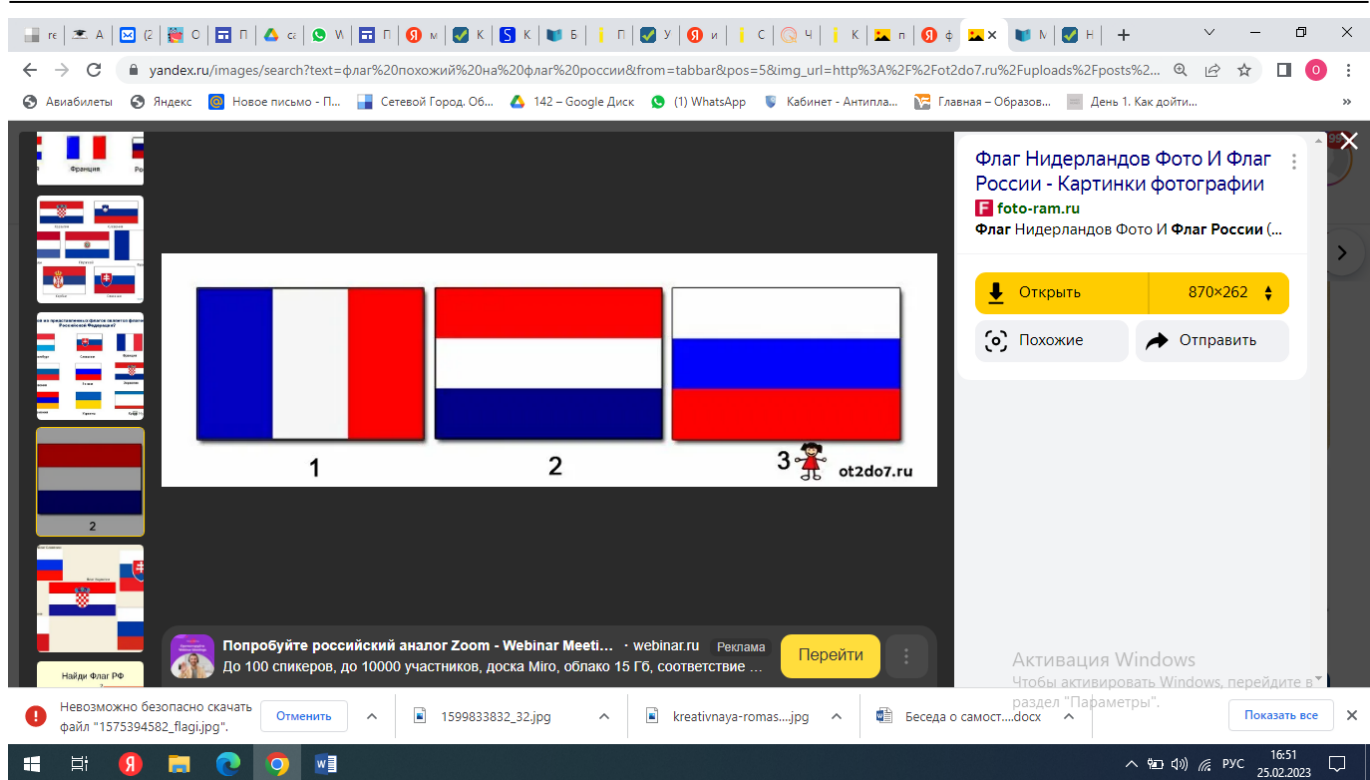 yandex.ru/images/search?text=флаг%20похожий%20на%20флаг%20россии&from=tabbar&pos=5&img_url=http%3A%2F%2Fot2do7.ru%2Fuploads%2Fposts%2...
Авиабилеты Яндекс Новое письмо - П... Сетевой Город. Об... 142 – Google Диск (1) WhatsApp Кабинет - Антипла... Главная – Образов... День 1. Как дойти...
Франция
2
Найди Флаг РФ
1 2 3
ot2do7.ru
Попробуйте российский аналог Zoom - Webinar Meeti... · webinar.ru Реклама
До 100 спикеров, до 10000 участников, доска Miro, облако 15 Гб, соответствие ...
Перейти
Флаг Нидерландов Фото И Флаг
России - Картинки фотографии
foto-ram.ru
Флаг Нидерландов Фото И Флаг России (...
Открыть 870×262
Похожие Отправить
Активация Windows
Чтобы активировать Windows, перейдите в
раздел "Параметры".
Невозможно безопасно скачать
файл "1575394582_flagi.jpg".
Отменить
1599833832_32.jpg
kreativnaya-romas....jpg
Беседа о самост....docx
Показать все
РУС
16:51
25.02.2023